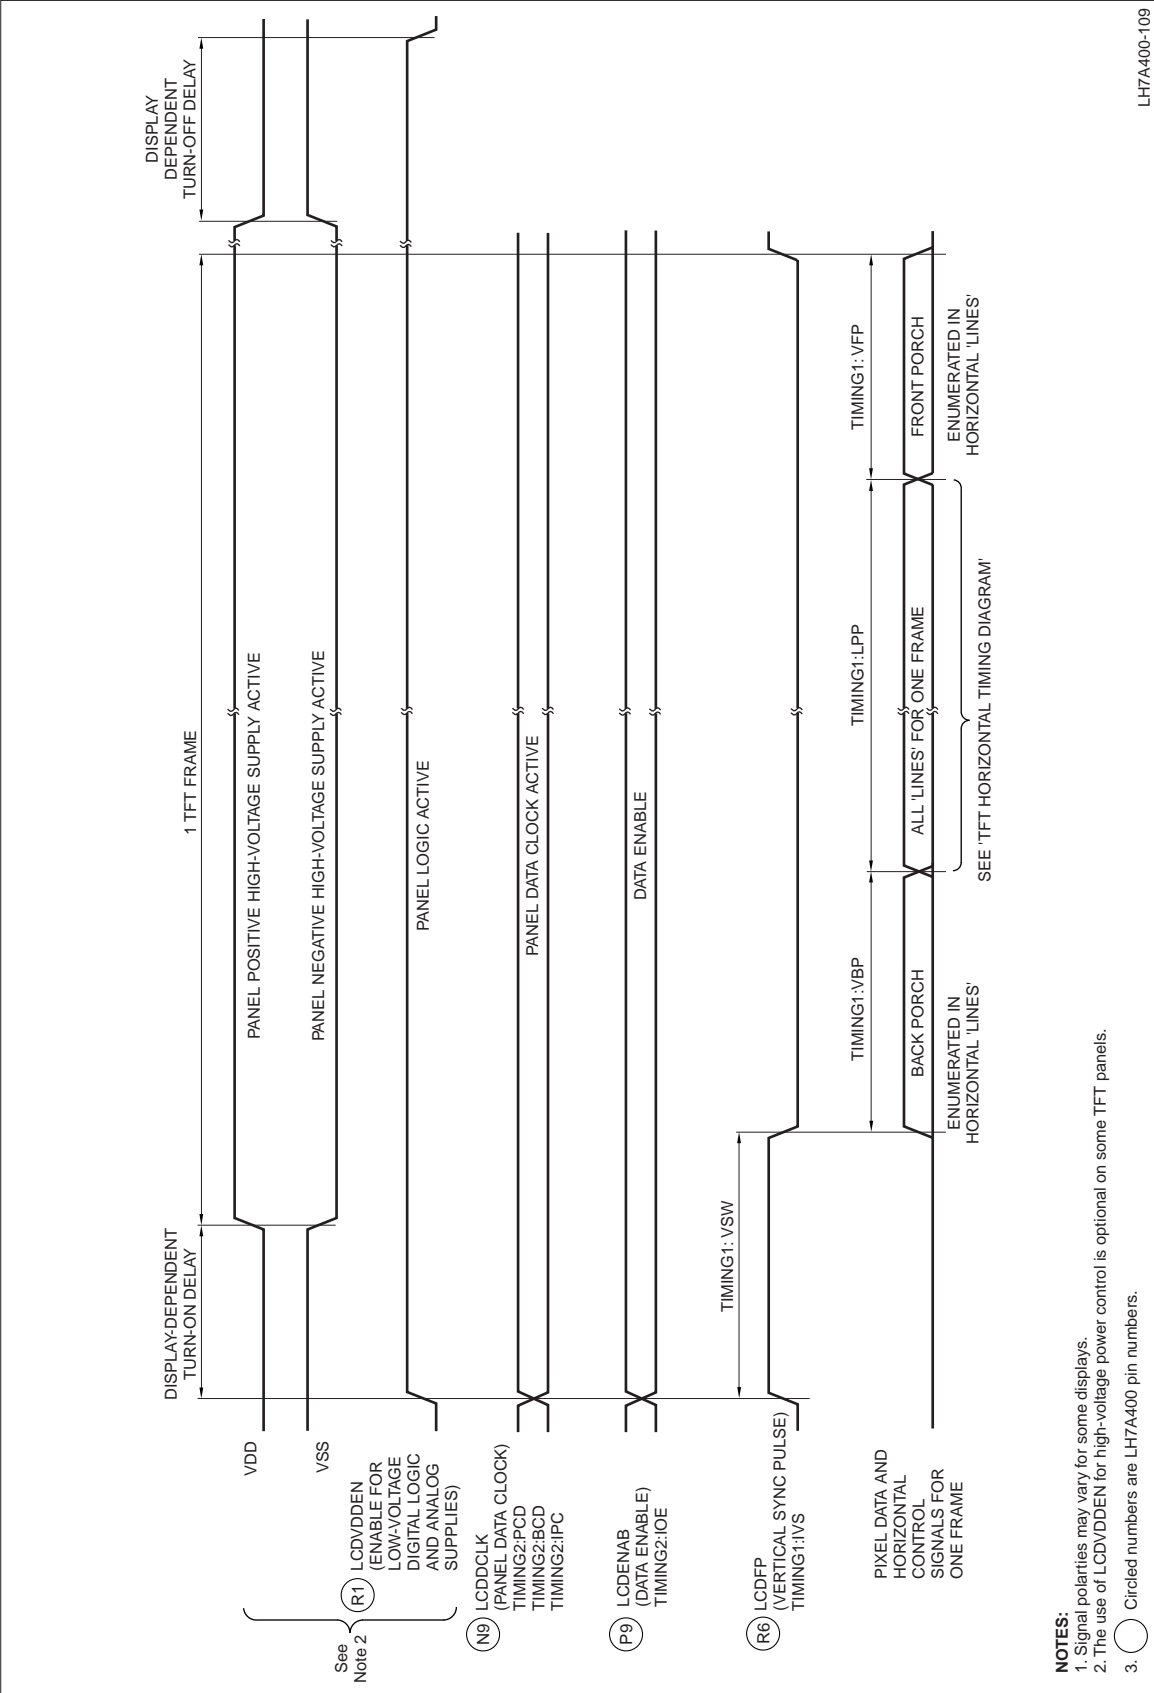 1 TFT FRAME
DISPLAY-DEPENDENT
TURN-ON DELAY
DISPLAY
DEPENDENT
TURN-OFF DELAY
VDD
PANEL POSITIVE HIGH-VOLTAGE SUPPLY ACTIVE
VSS
PANEL NEGATIVE HIGH-VOLTAGE SUPPLY ACTIVE
See
Note 2
R1
LCDVDDEN
(ENABLE FOR
LOW-VOLTAGE
DIGITAL LOGIC
AND ANALOG
SUPPLIES)
PANEL LOGIC ACTIVE
N9
LCDDCLK
(PANEL DATA CLOCK)
TIMING2:PCD
TIMING2:BCD
TIMING2:IPC
PANEL DATA CLOCK ACTIVE
P9
LCDENAB
(DATA ENABLE)
TIMING2:IOE
DATA ENABLE
TIMING1: VSW
R6
LCDFP
(VERTICAL SYNC PULSE)
TIMING1:IVS
TIMING1:VBP
TIMING1:LPP
TIMING1: VFP
PIXEL DATA AND
HORIZONTAL
CONTROL
SIGNALS FOR
ONE FRAME
BACK PORCH
ALL 'LINES' FOR ONE FRAME
FRONT PORCH
ENUMERATED IN
HORIZONTAL 'LINES'
SEE 'TFT HORIZONTAL TIMING DIAGRAM'
ENUMERATED IN
HORIZONTAL 'LINES'
NOTES:
1. Signal polarties may vary for some displays.
2. The use of LCDVDDEN for high-voltage power control is optional on some TFT panels.
3. Circled numbers are LH7A400 pin numbers.
LH7A400-109